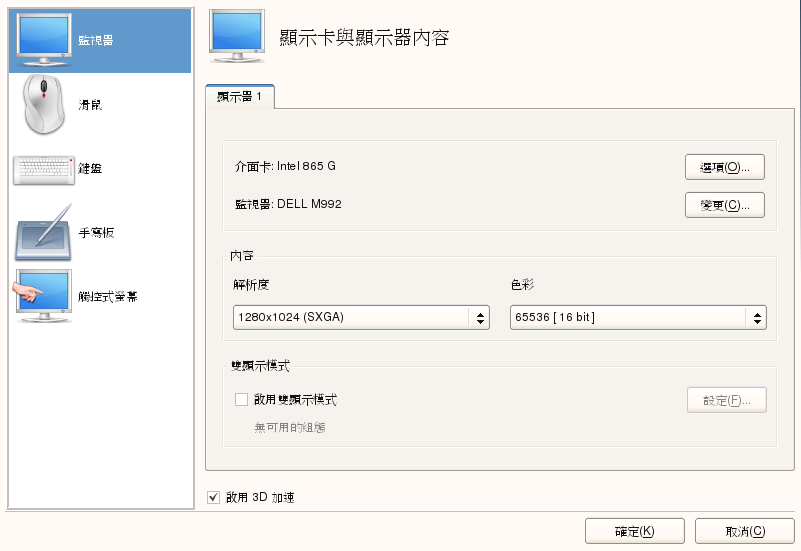 監視器
滑鼠
鍵盤
手寫板
觸控式螢幕
顯示卡與顯示器內容
顯示器 1
介面卡: Intel 865 G
選項(O)...
監視器: DELL M992
變更(C)...
內容
解析度
色彩
1280x1024 (SXGA)
65536 [ 16 bit ]
雙顯示模式
啟用雙顯示模式
設定(F)...
無可用的組態
啟用 3D 加速
確定(K)
取消(C)